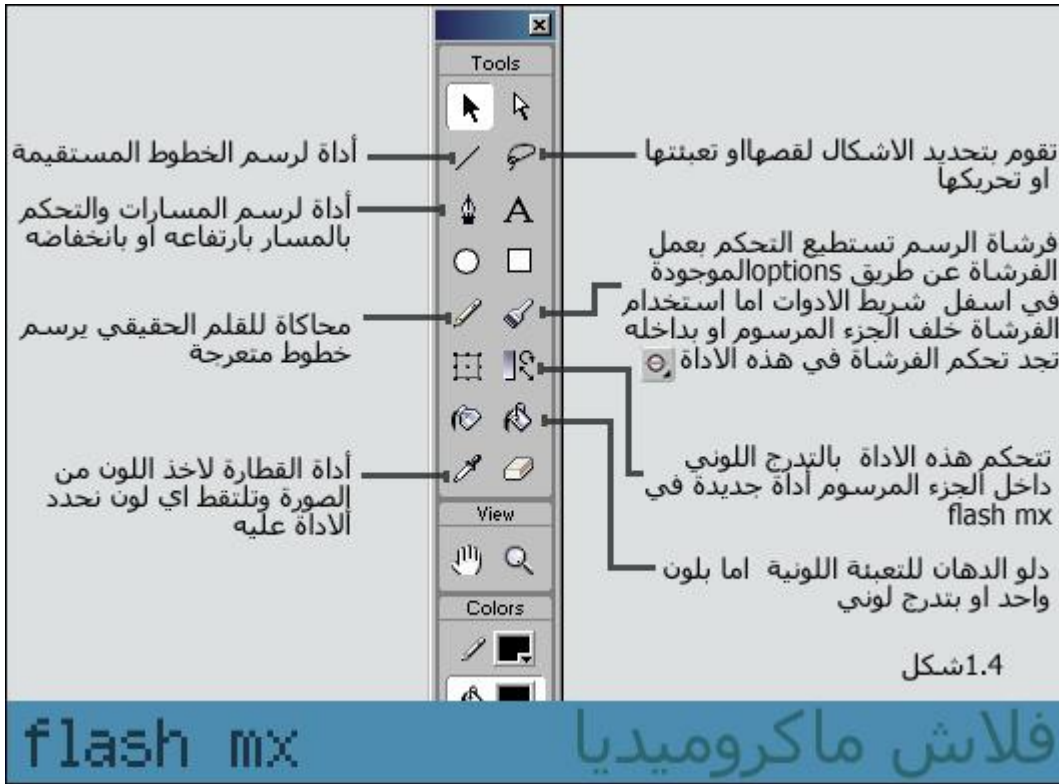 Tools
أداة لرسم الخطوط المستقيمة
أداة لرسم المسارات والتحكم
بالمسار بارتفاعه او بانخفاضه
محاكاة للقلم الحقيقي يرسم
خطوط متعرجة
أداة القطارة لاخذ اللون من
الصورة وتلتقط اي لون نحدد
الاداة عليه
تقوم بتحديد الاشكال لقصهااو تعبئتها
او تحريكها
فرشاة الرسم تستطيع التحكم بعمل
الفرشاة عن طريق optionsالموجودة
في اسفل شريط الادوات اما استخدام
الفرشاة خلف الجزء المرسوم او بداخله
نجد تحكم الفرشاة في هذه الاداة
تتحكم هذه الاداة بالتدرج اللوني
داخل الجزء المرسوم أداة جديدة في
flash mx
دلو الدهان للتعبئة اللونية اما بلون
واحد او بتدرج لوني
A
View
Colors
1.4شكل
flash mx
فلاش ماكروميديا